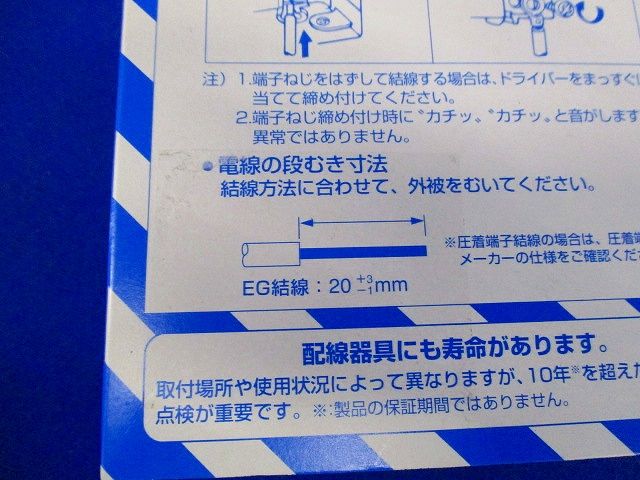 注) 1.端子ねじをはずして結線する場合は、ドライバーをまっすぐに
当てて締め付けてください。
2.端子ねじ締め付け時に〝カチッ〟〝カチッ〟と音がします
異常ではありません。
●電線の段むき寸法
結線方法に合わせて、外被をむいてください。
※圧着端子結線の場合は、圧着端
メーカーの仕様をご確認くださ
EG結線：20 +3 −1 mm
配線器具にも寿命があります。
取付場所や使用状況によって異なりますが、10年※を超えた
点検が重要です。 ※:製品の保証期間ではありません。